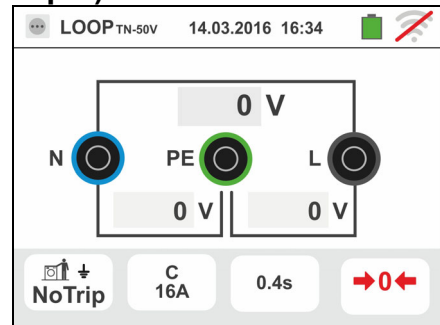 LOOP TN-50V 14.03.2016 16:34
0 V
N PE L
0 V 0 V
NoTrip
C
16A
0.4s
➔0←